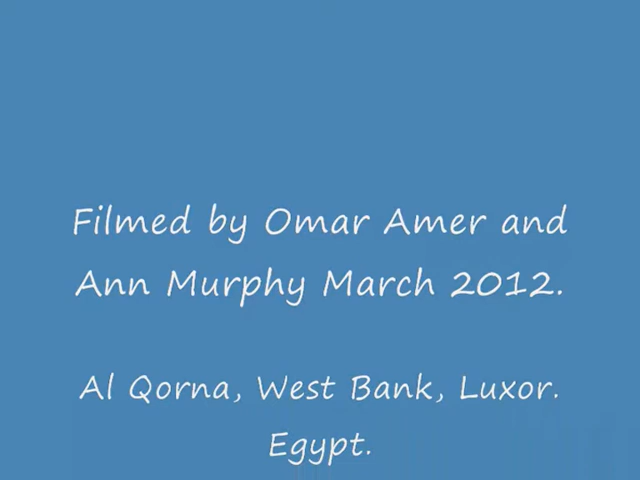 Filmed by Omar Amer and
Ann Murphy March 2012.
Al Qorna, West Bank, Luxor.
Egypt.